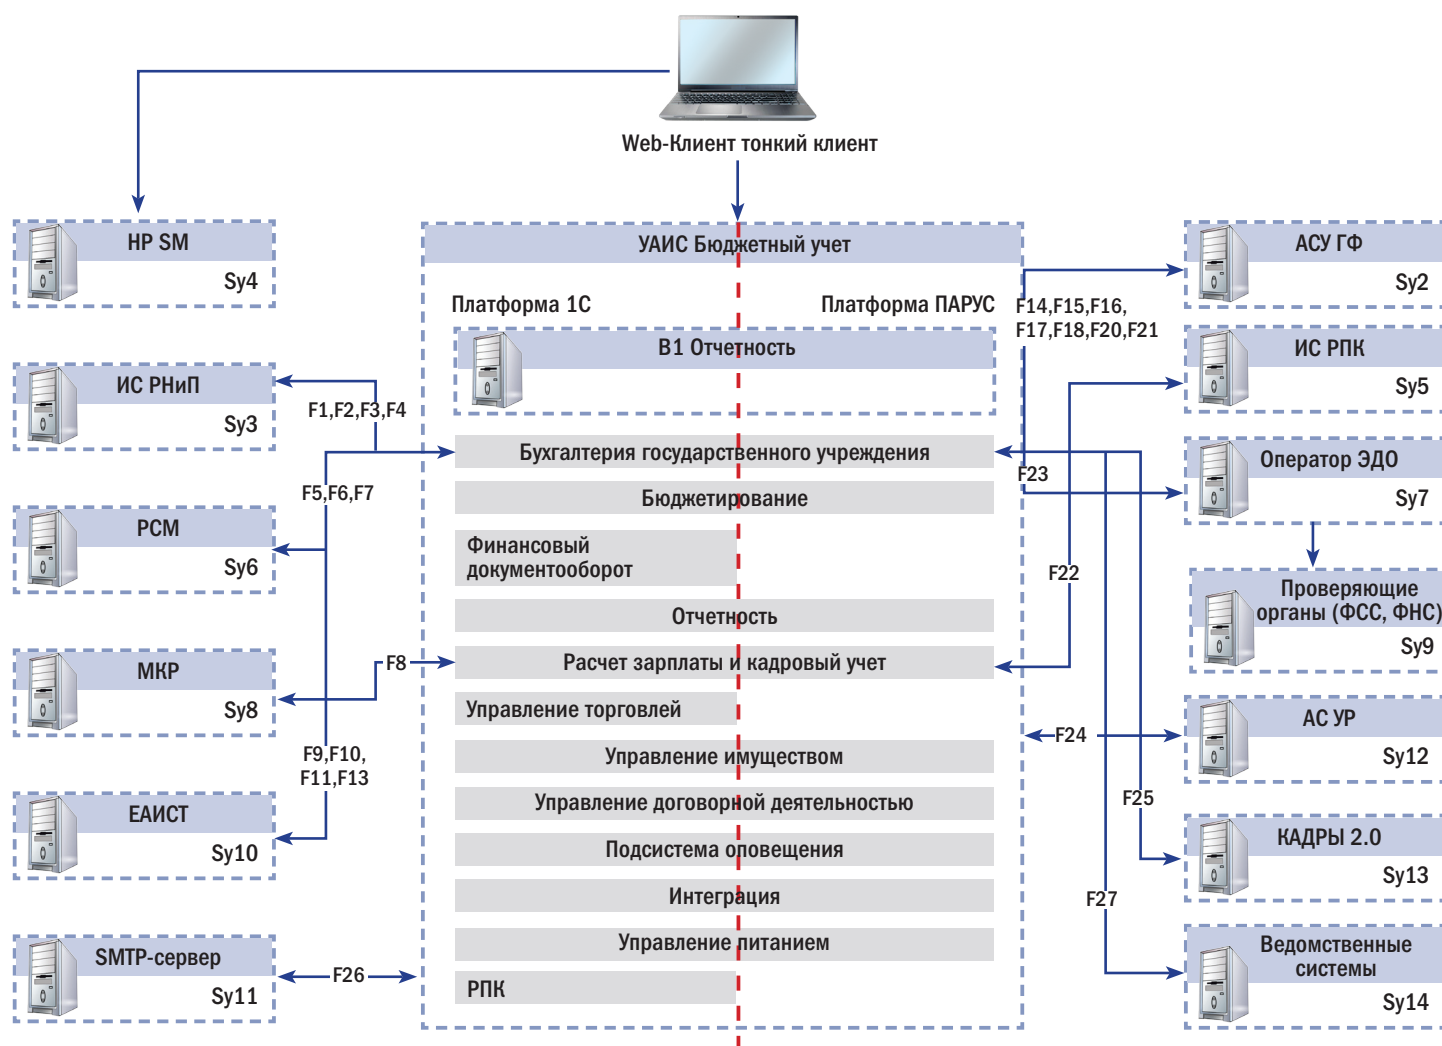 Web-Клиент тонкий клиент
HP SM
Sy4
ИС РНиП
Sy3
F1,F2,F3,F4
F5,F6,F7
РСМ
Sy6
МКР
Sy8
F8
F9,F10,
F11,F13
ЕАИСТ
Sy10
SMTP-сервер
Sy11
F26
УАИС Бюджетный учет
Платформа 1С
Платформа ПАРУС
В1 Отчетность
Бухгалтерия государственного учреждения
Бюджетирование
Финансовый
документооборот
Отчетность
Расчет зарплаты и кадровый учет
Управление торговлей
Управление имуществом
Управление договорной деятельностью
Подсистема оповещения
Интеграция
Управление питанием
РПК
F14,F15,F16,
F17,F18,F20,F21
F23
F22
F24
F25
F27
АСУ ГФ
Sy2
ИС РПК
Sy5
Оператор ЭДО
Sy7
Проверяющие
органы (ФСС, ФНС)
Sy9
АС УР
Sy12
КАДРЫ 2.0
Sy13
Ведомственные
системы
Sy14